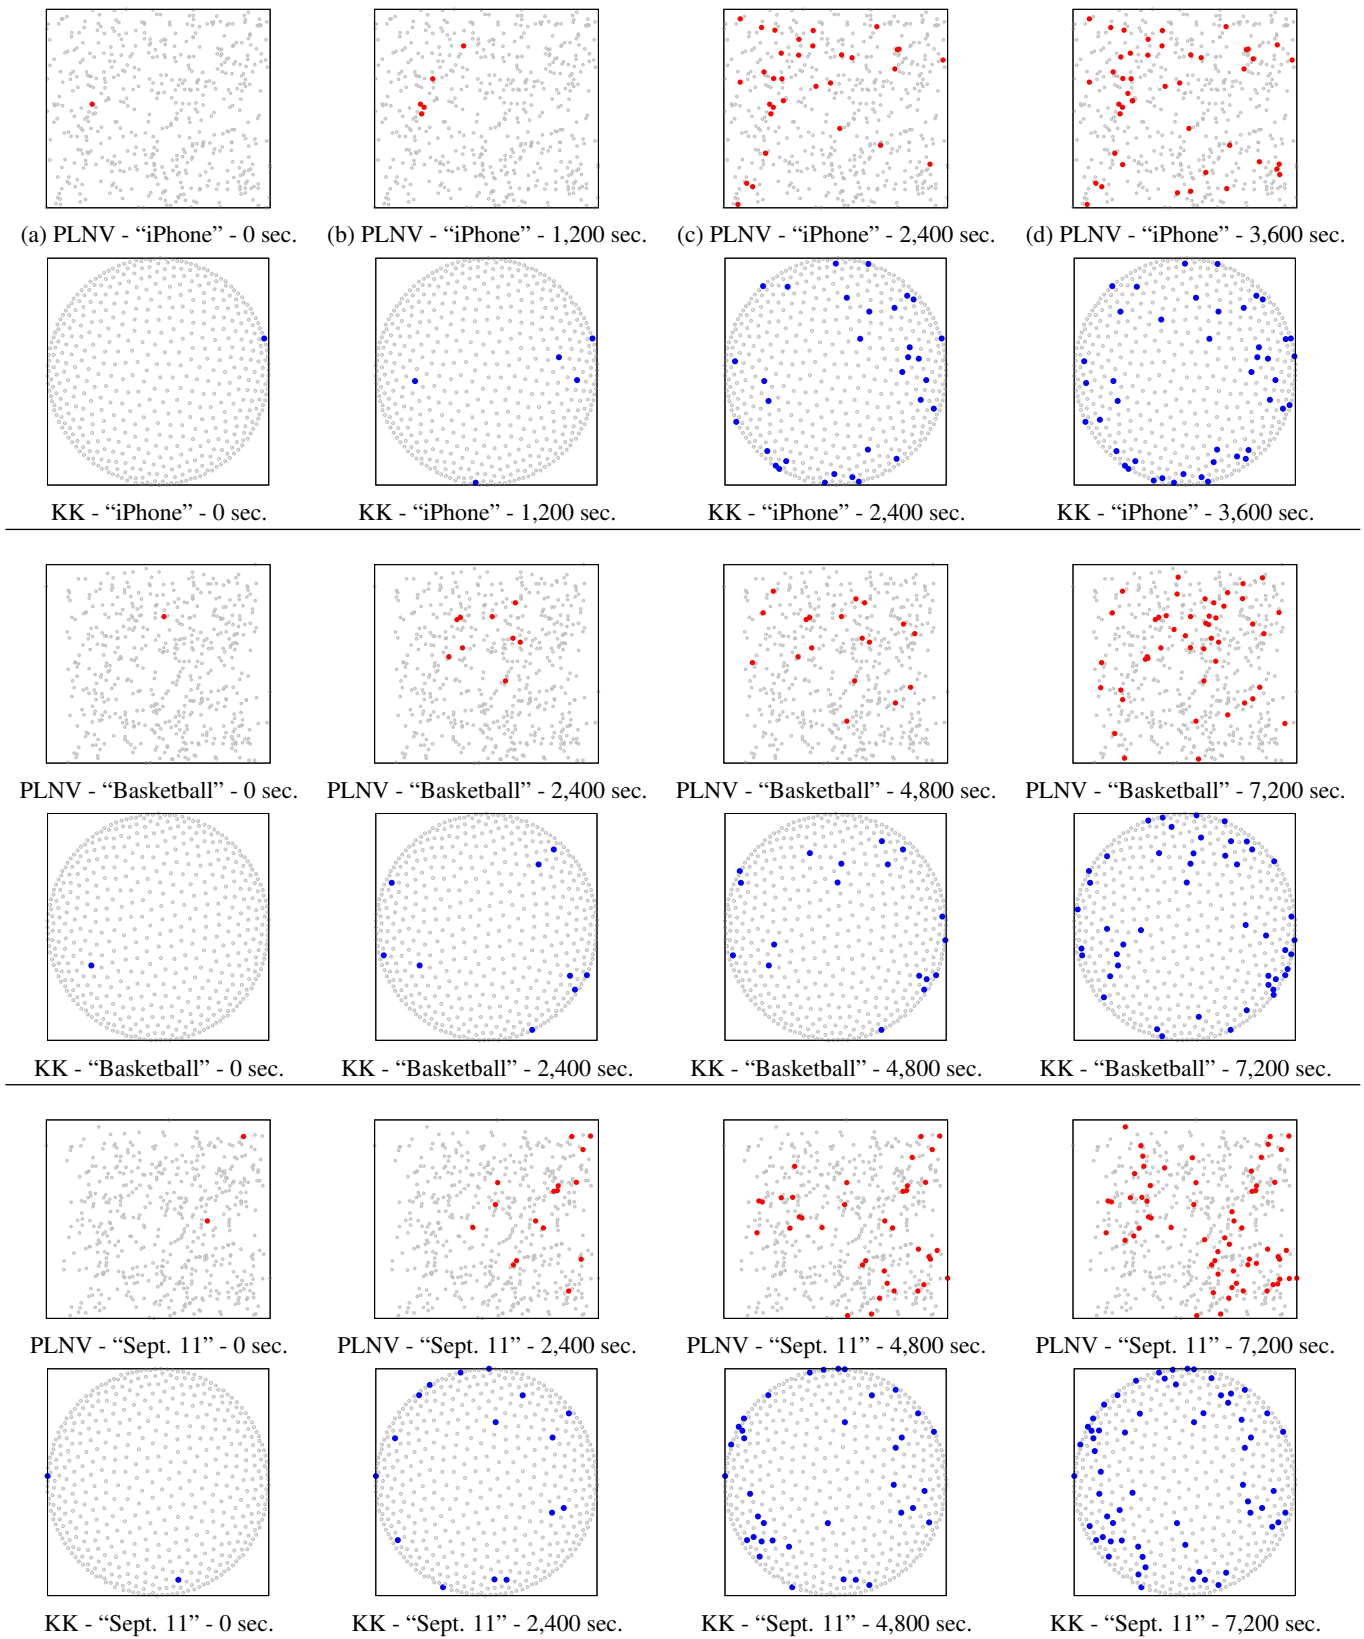 (a) PLNV - “iPhone” - 0 sec.
(b) PLNV - “iPhone” - 1,200 sec.
(c) PLNV - “iPhone” - 2,400 sec.
(d) PLNV - “iPhone” - 3,600 sec.
KK - “iPhone” - 0 sec.
KK - “iPhone” - 1,200 sec.
KK - “iPhone” - 2,400 sec.
KK - “iPhone” - 3,600 sec.
PLNV - “Basketball” - 0 sec.
PLNV - “Basketball” - 2,400 sec.
PLNV - “Basketball” - 4,800 sec.
PLNV - “Basketball” - 7,200 sec.
KK - “Basketball” - 0 sec.
KK - “Basketball” - 2,400 sec.
KK - “Basketball” - 4,800 sec.
KK - “Basketball” - 7,200 sec.
PLNV - “Sept. 11” - 0 sec.
PLNV - “Sept. 11” - 2,400 sec.
PLNV - “Sept. 11” - 4,800 sec.
PLNV - “Sept. 11” - 7,200 sec.
KK - “Sept. 11” - 0 sec.
KK - “Sept. 11” - 2,400 sec.
KK - “Sept. 11” - 4,800 sec.
KK - “Sept. 11” - 7,200 sec.